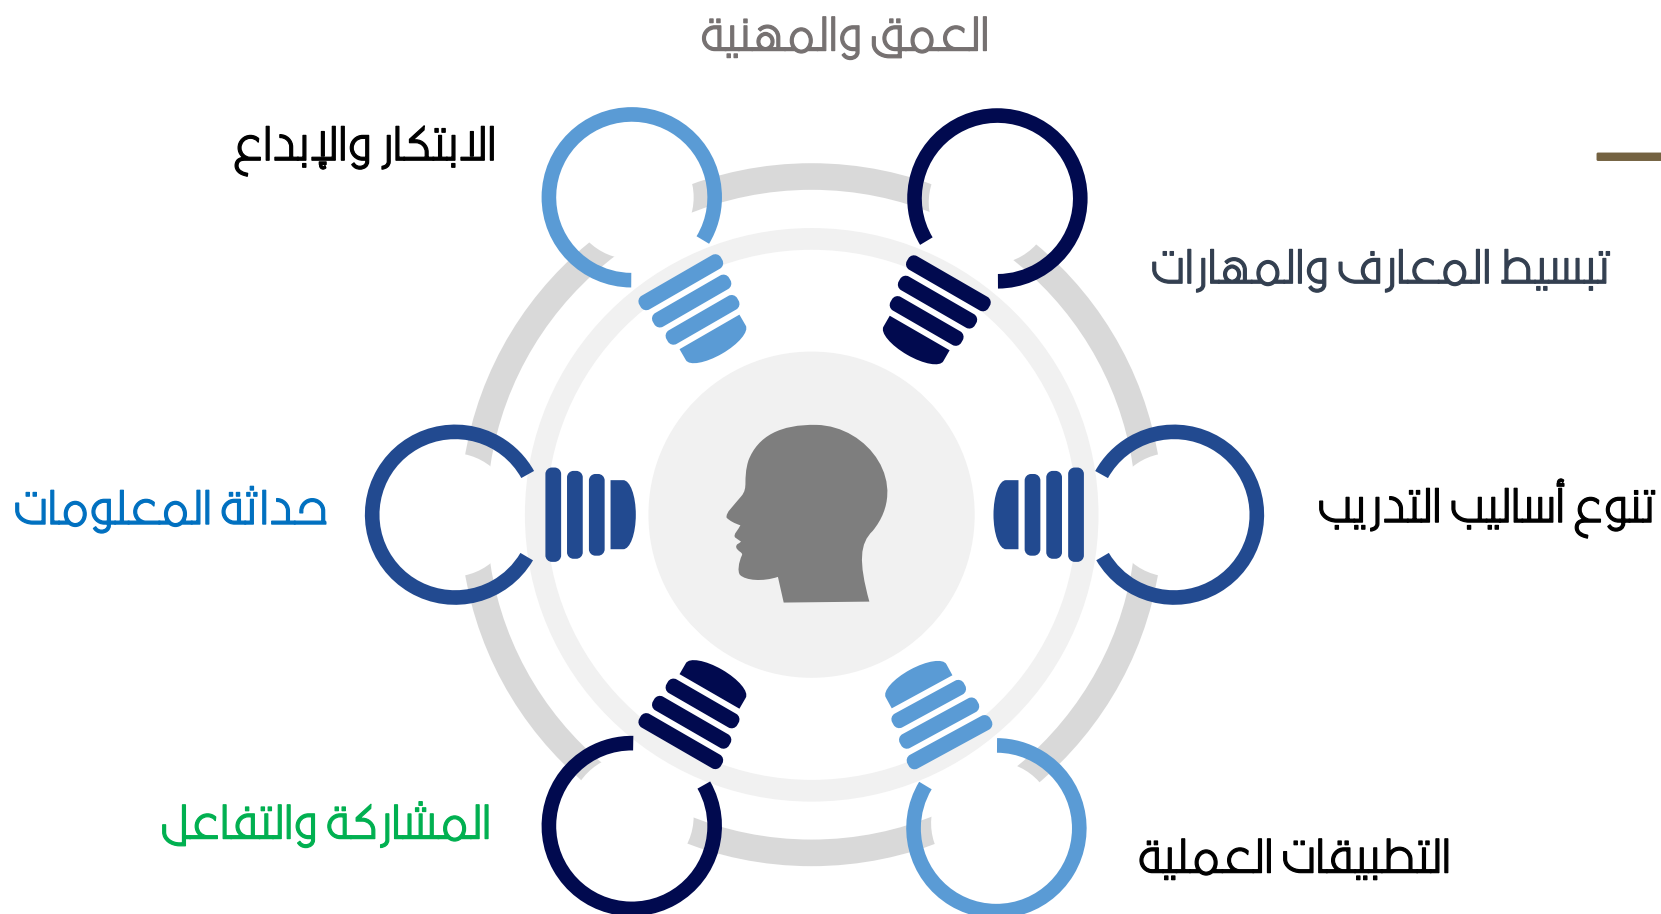 العمق والمهنية
الابتكار والإبداع
تبسيط المعارف والمهارات
حداثة المعلومات
تنوع أساليب التدريب
المشاركة والتفاعل
التطبيقات العملية